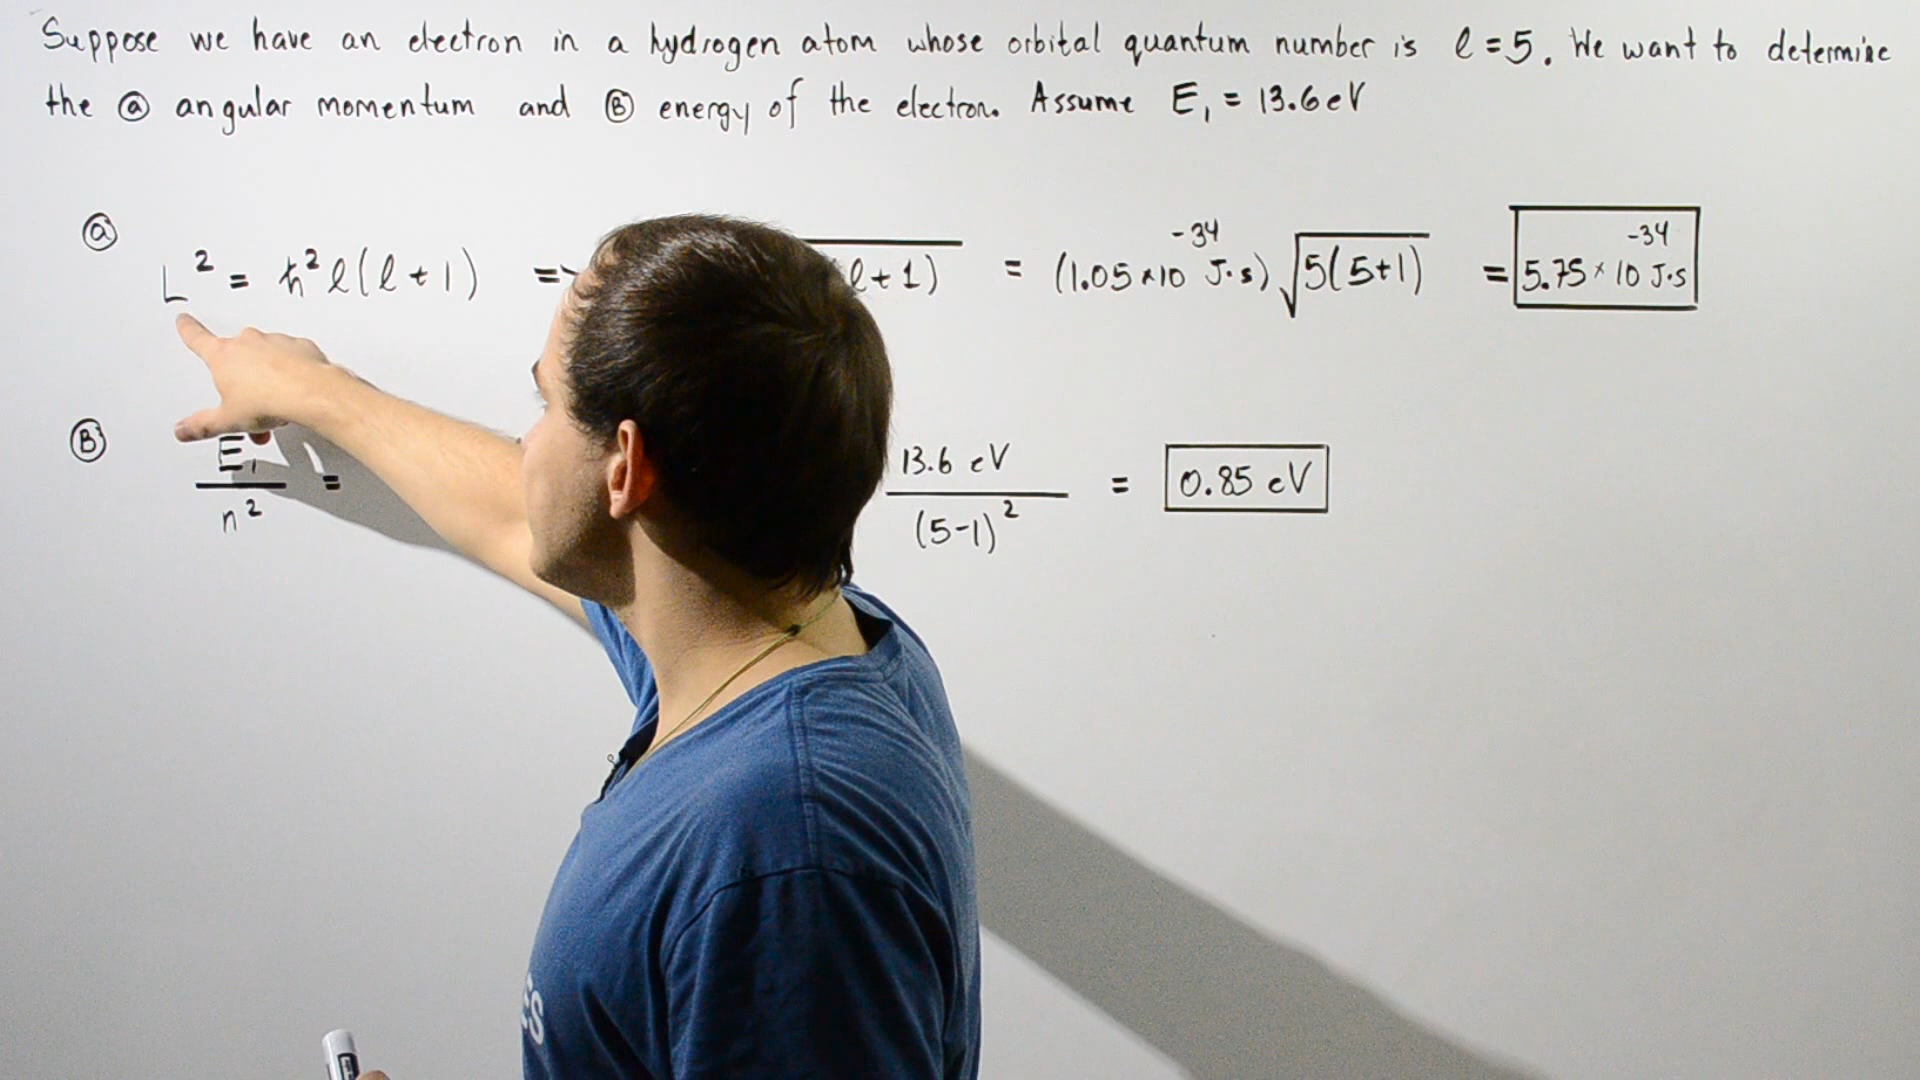 Suppose we have an electron in a hydrogen atom whose orbital quantum number is ℓ = 5. We want to determine
the ⓐ angular momentum and Ⓑ energy of the electron. Assume E₁ = 13.6 eV
ⓐ L² = ħ²ℓ(ℓ+1) => ℓ+1) = (1.05×10⁻³⁴ J·s)√5(5+1) = 5.75×10⁻³⁴ J·s
Ⓑ E₁/n² = 13.6 eV/(5-1)² = 0.85 eV
ES